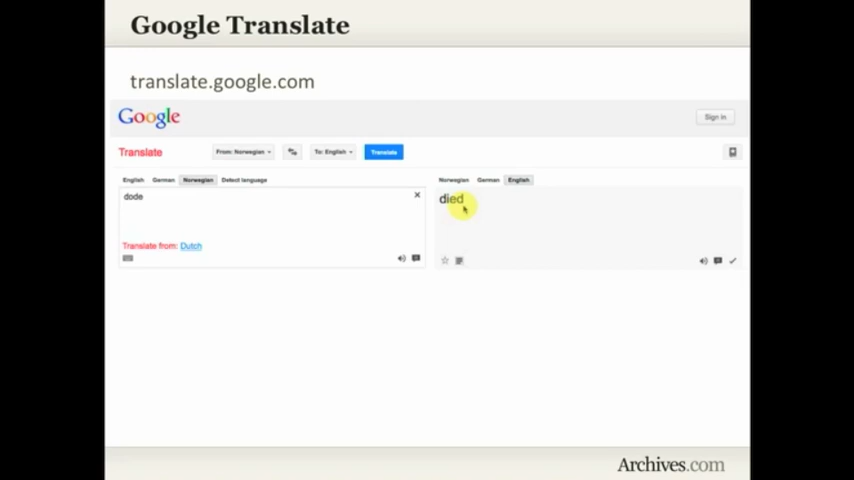 Google Translate
translate.google.com
Google
Sign in
Translate
From: Norwegian
To: English
Translate
English German Norwegian Detect language
Norwegian German English
dode
died
Translate from: Dutch
Archives.com